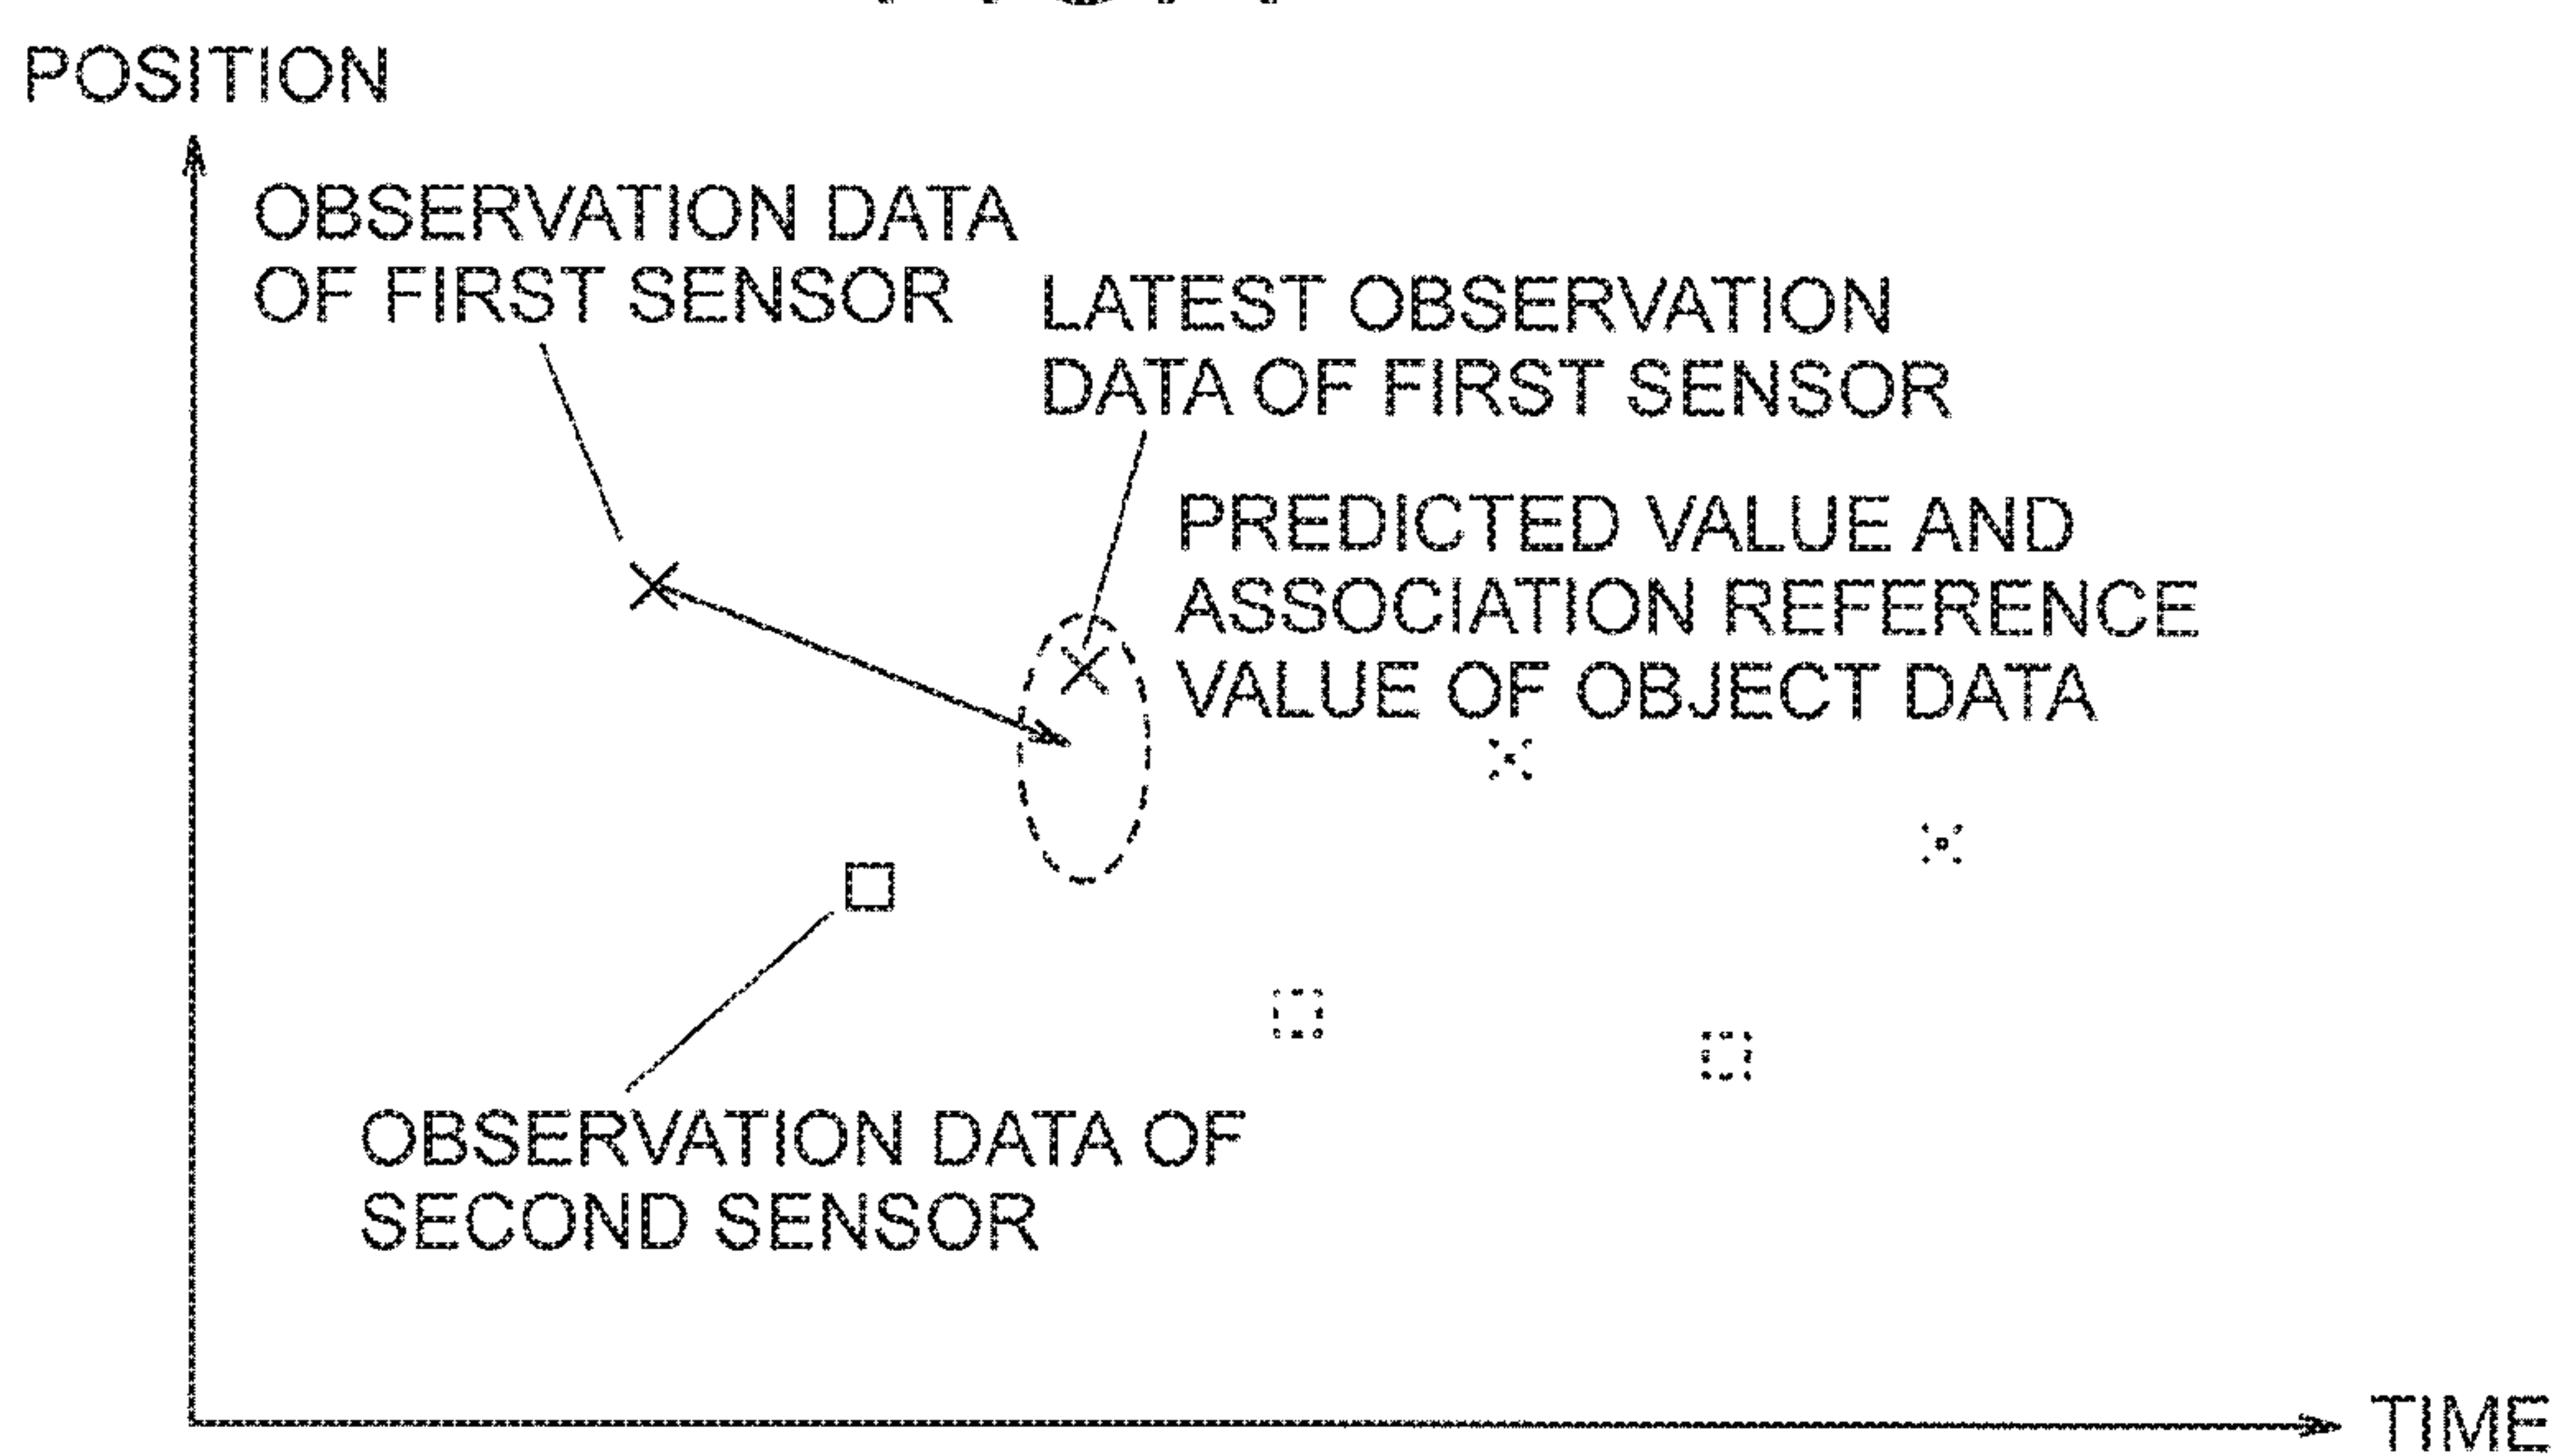 POSITION
OBSERVATION DATA
OF FIRST SENSOR
LATEST OBSERVATION
DATA OF FIRST SENSOR
PREDICTED VALUE AND
ASSOCIATION REFERENCE
VALUE OF OBJECT DATA
OBSERVATION DATA OF
SECOND SENSOR
TIME